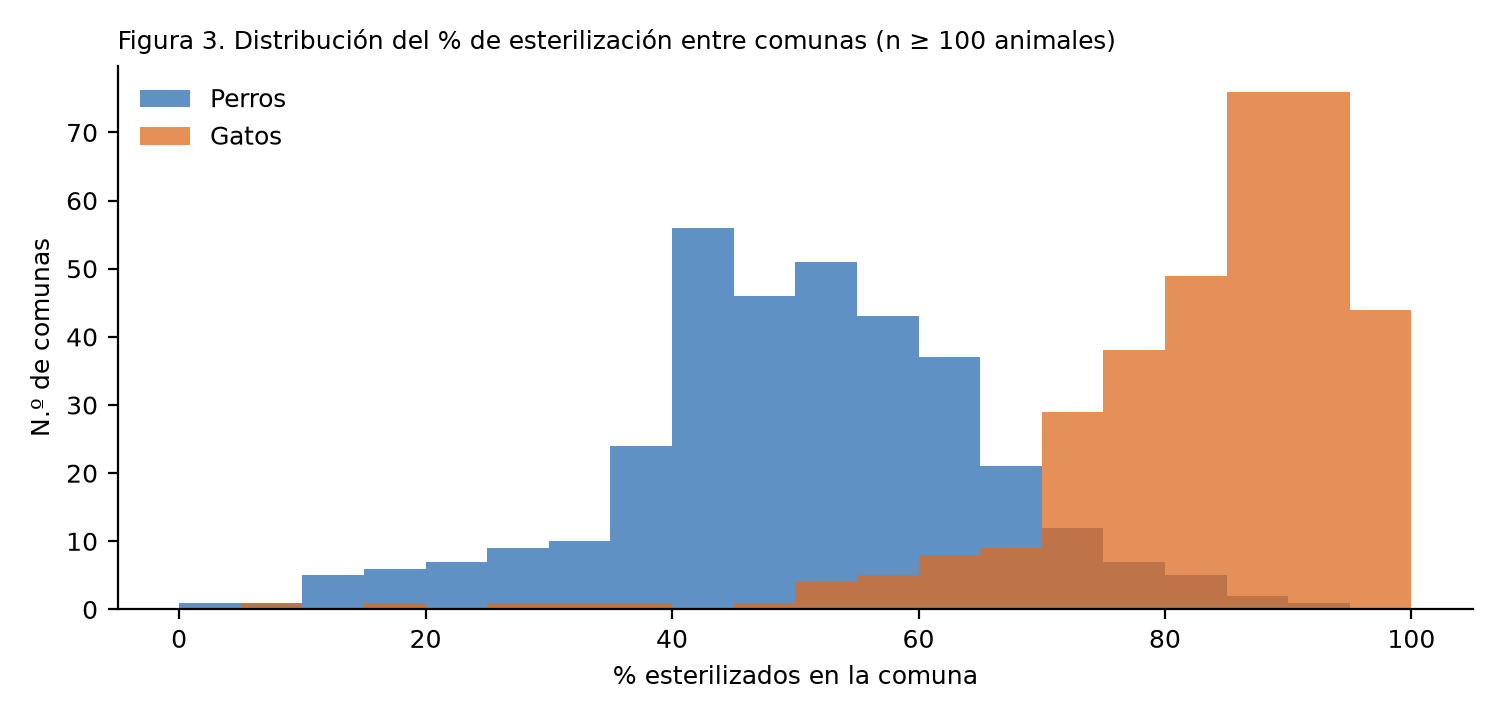 Figura 3. Distribución del % de esterilización entre comunas (n ≥ 100 animales)
Perros
Gatos
70
60
50
40
30
20
10
0
N.º de comunas
0 20 40 60 80 100
% esterilizados en la comuna